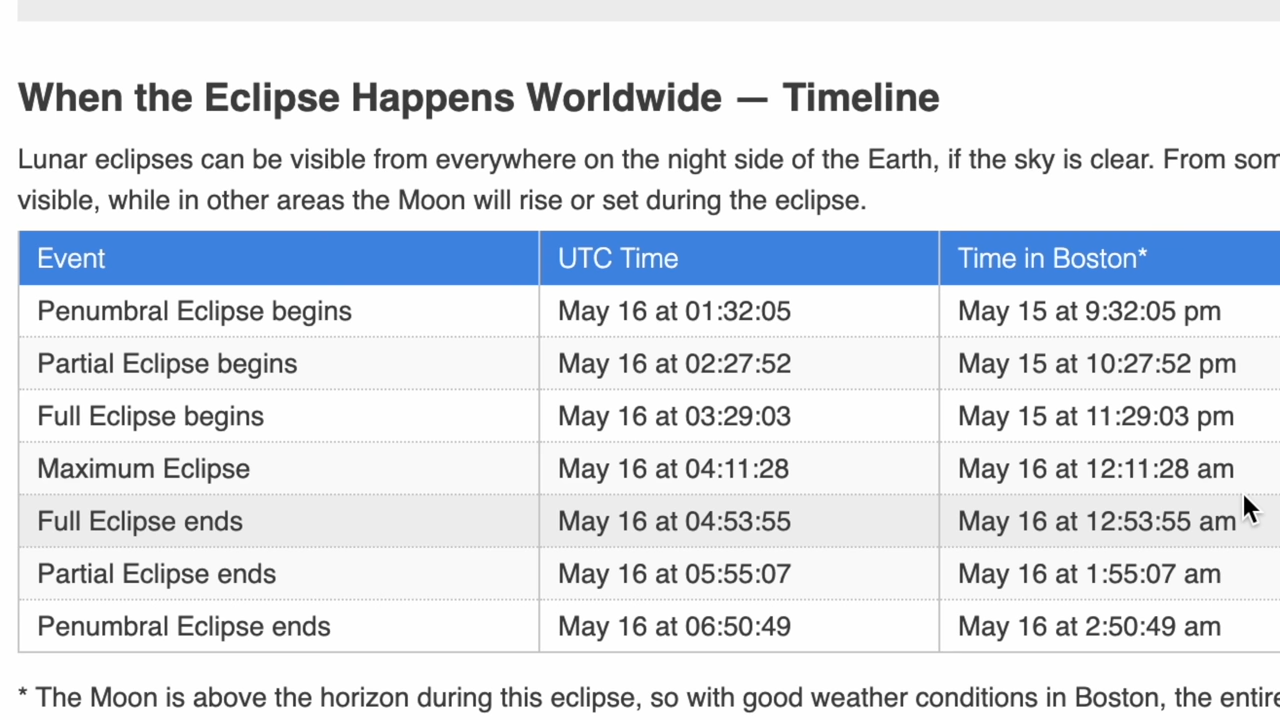 When the Eclipse Happens Worldwide — Timeline
Lunar eclipses can be visible from everywhere on the night side of the Earth, if the sky is clear. From
visible, while in other areas the Moon will rise or set during the eclipse.
Event UTC Time Time in Boston*
Penumbral Eclipse begins May 16 at 01:32:05 May 15 at 9:32:05 pm
Partial Eclipse begins May 16 at 02:27:52 May 15 at 10:27:52 pm
Full Eclipse begins May 16 at 03:29:03 May 15 at 11:29:03 pm
Maximum Eclipse May 16 at 04:11:28 May 16 at 12:11:28 am
Full Eclipse ends May 16 at 04:53:55 May 16 at 12:53:55 am
Partial Eclipse ends May 16 at 05:55:07 May 16 at 1:55:07 am
Penumbral Eclipse ends May 16 at 06:50:49 May 16 at 2:50:49 am
* The Moon is above the horizon during this eclipse, so with good weather conditions in Boston, the entire